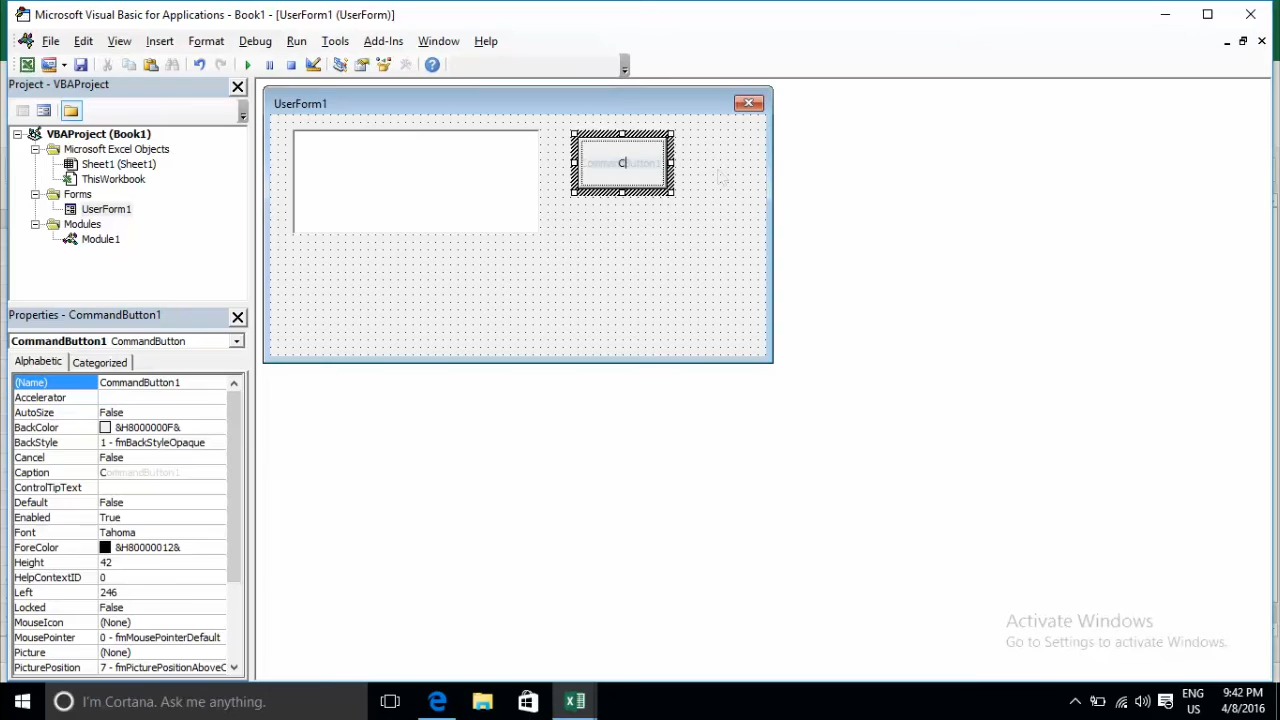 Microsoft Visual Basic for Applications - Book1 - [UserForm1 (UserForm)]
File Edit View Insert Format Debug Run Tools Add-Ins Window Help
Project - VBAProject
VBAProject (Book1)
Microsoft Excel Objects
Sheet1 (Sheet1)
ThisWorkbook
Forms
UserForm1
Modules
Module1
UserForm1
CommandButton1
C
Properties - CommandButton1
CommandButton1 CommandButton
Alphabetic Categorized
(Name) CommandButton1
Accelerator
AutoSize False
BackColor &H8000000F&
BackStyle 1 - fmBackStyleOpaque
Cancel False
Caption CommandButton1
ControlTipText
Default False
Enabled True
Font Tahoma
ForeColor &H80000012&
Height 42
HelpContextID 0
Left 246
Locked False
MouseIcon (None)
MousePointer 0 - fmMousePointerDefault
Picture (None)
PicturePosition 7 - fmPicturePositionAboveC
Activate Windows
Go to Settings to activate Windows.
I'm Cortana. Ask me anything.
ENG
US
9:42 PM
4/8/2016